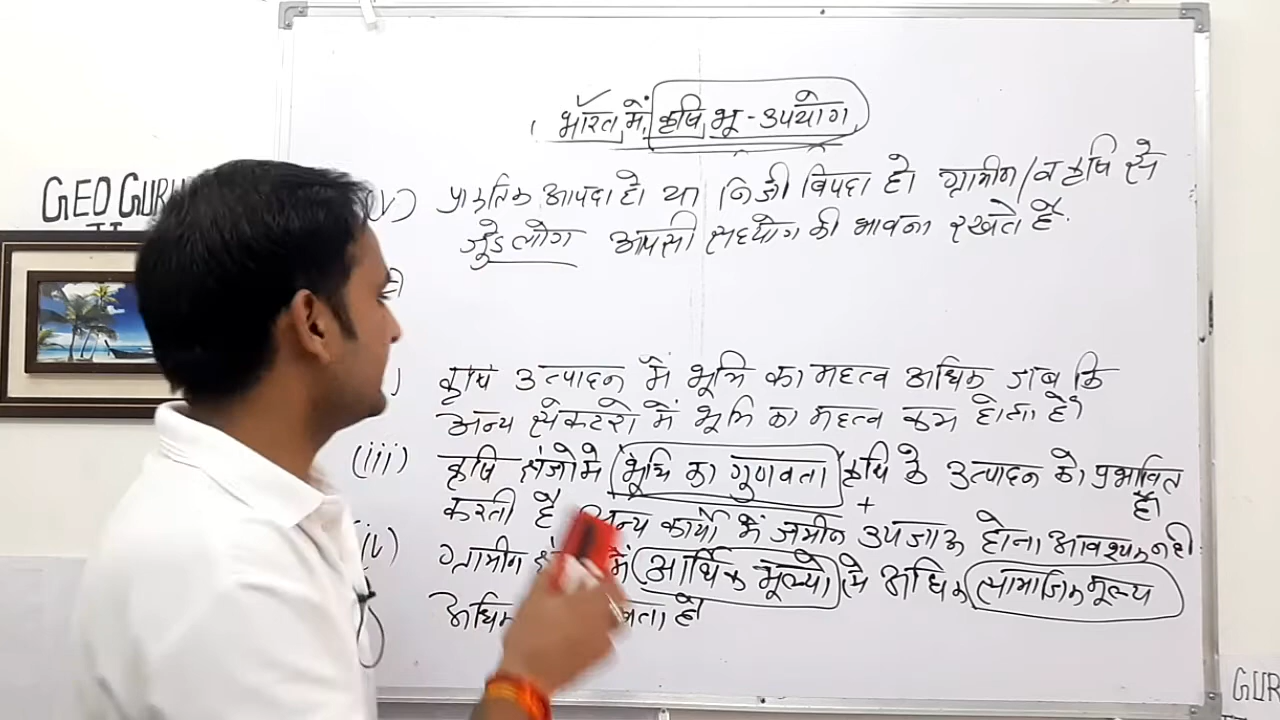 भारत में कृषि भू-उपयोग
GEO GURU
II
V) प्राकृतिक आपदा हो या निजी विपदा हो ग्रामीण/व कृषि से
जूडे लोग आपसी सहयोग की भावना रखते है.
) कृषि उत्पादन में भूमि का महत्व अधिक जब कि
अन्य सेक्टरो में भूमि का महत्व कम होता है
(iii) कृषि में भूमि का गुणवता कृषि के उत्पादन को प्रभावित
करती है + अन्य कार्यो में जमीन उपजाऊ होना आवश्यक नही है
ग्रामीण में आर्थिक मूल्यो से अधिक सामाजिक मूल्य
अधिक है
GUR